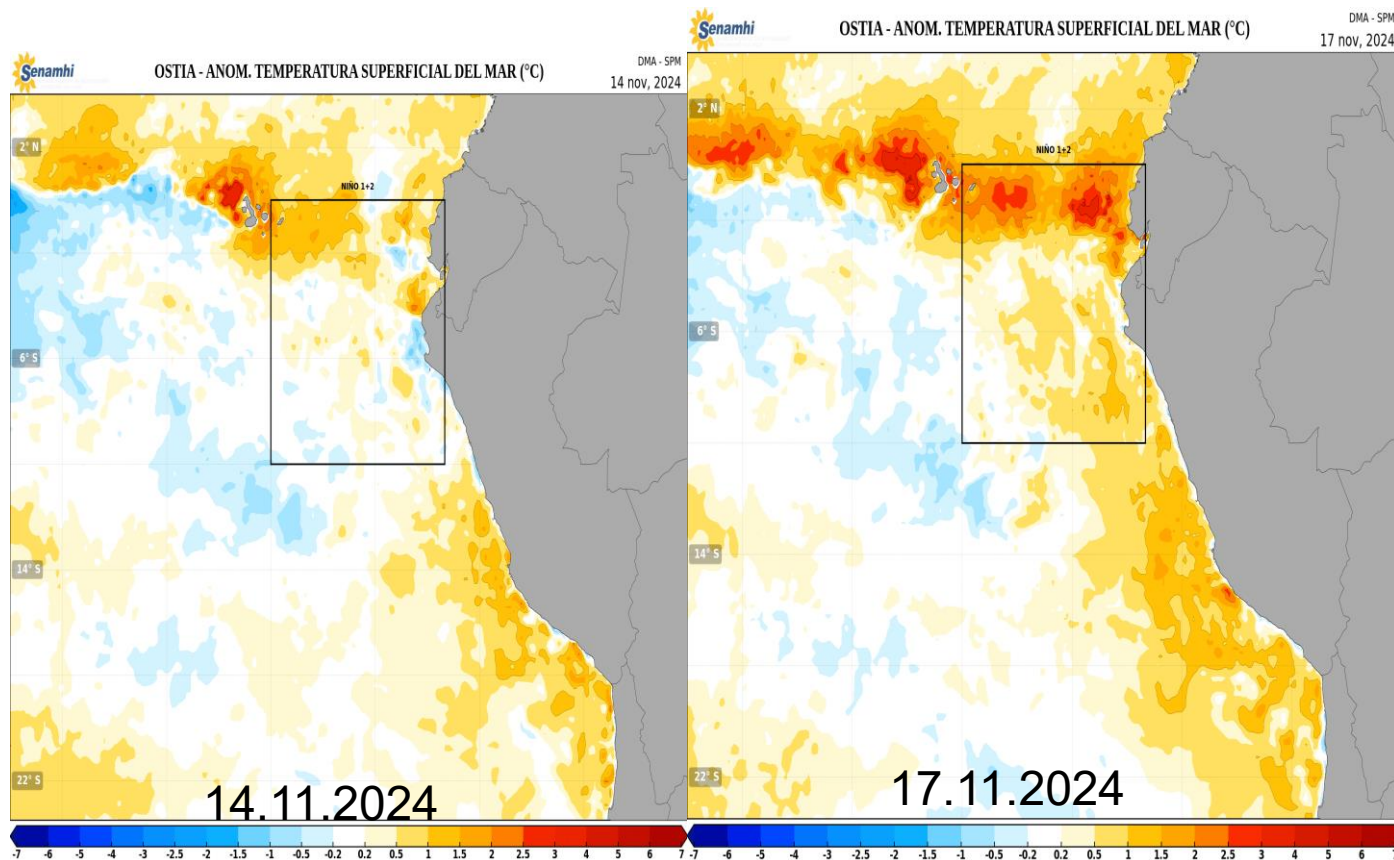 Senamhi
OSTIA - ANOM. TEMPERATURA SUPERFICIAL DEL MAR (°C)
DMA - SPM
14 nov, 2024
2° N
NIÑO 1+2
6° S
14° S
22° S
14.11.2024
-7 -6 -5 -4 -3 -2.5 -2 -1.5 -1 -0.5 -0.2 0.2 0.5 1 1.5 2 2.5 3 4 5 6 7
Senamhi
OSTIA - ANOM. TEMPERATURA SUPERFICIAL DEL MAR (°C)
DMA - SPM
17 nov, 2024
2° N
NIÑO 1+2
6° S
14° S
22° S
17.11.2024
-7 -6 -5 -4 -3 -2.5 -2 -1.5 -1 -0.5 -0.2 0.2 0.5 1 1.5 2 2.5 3 4 5 6